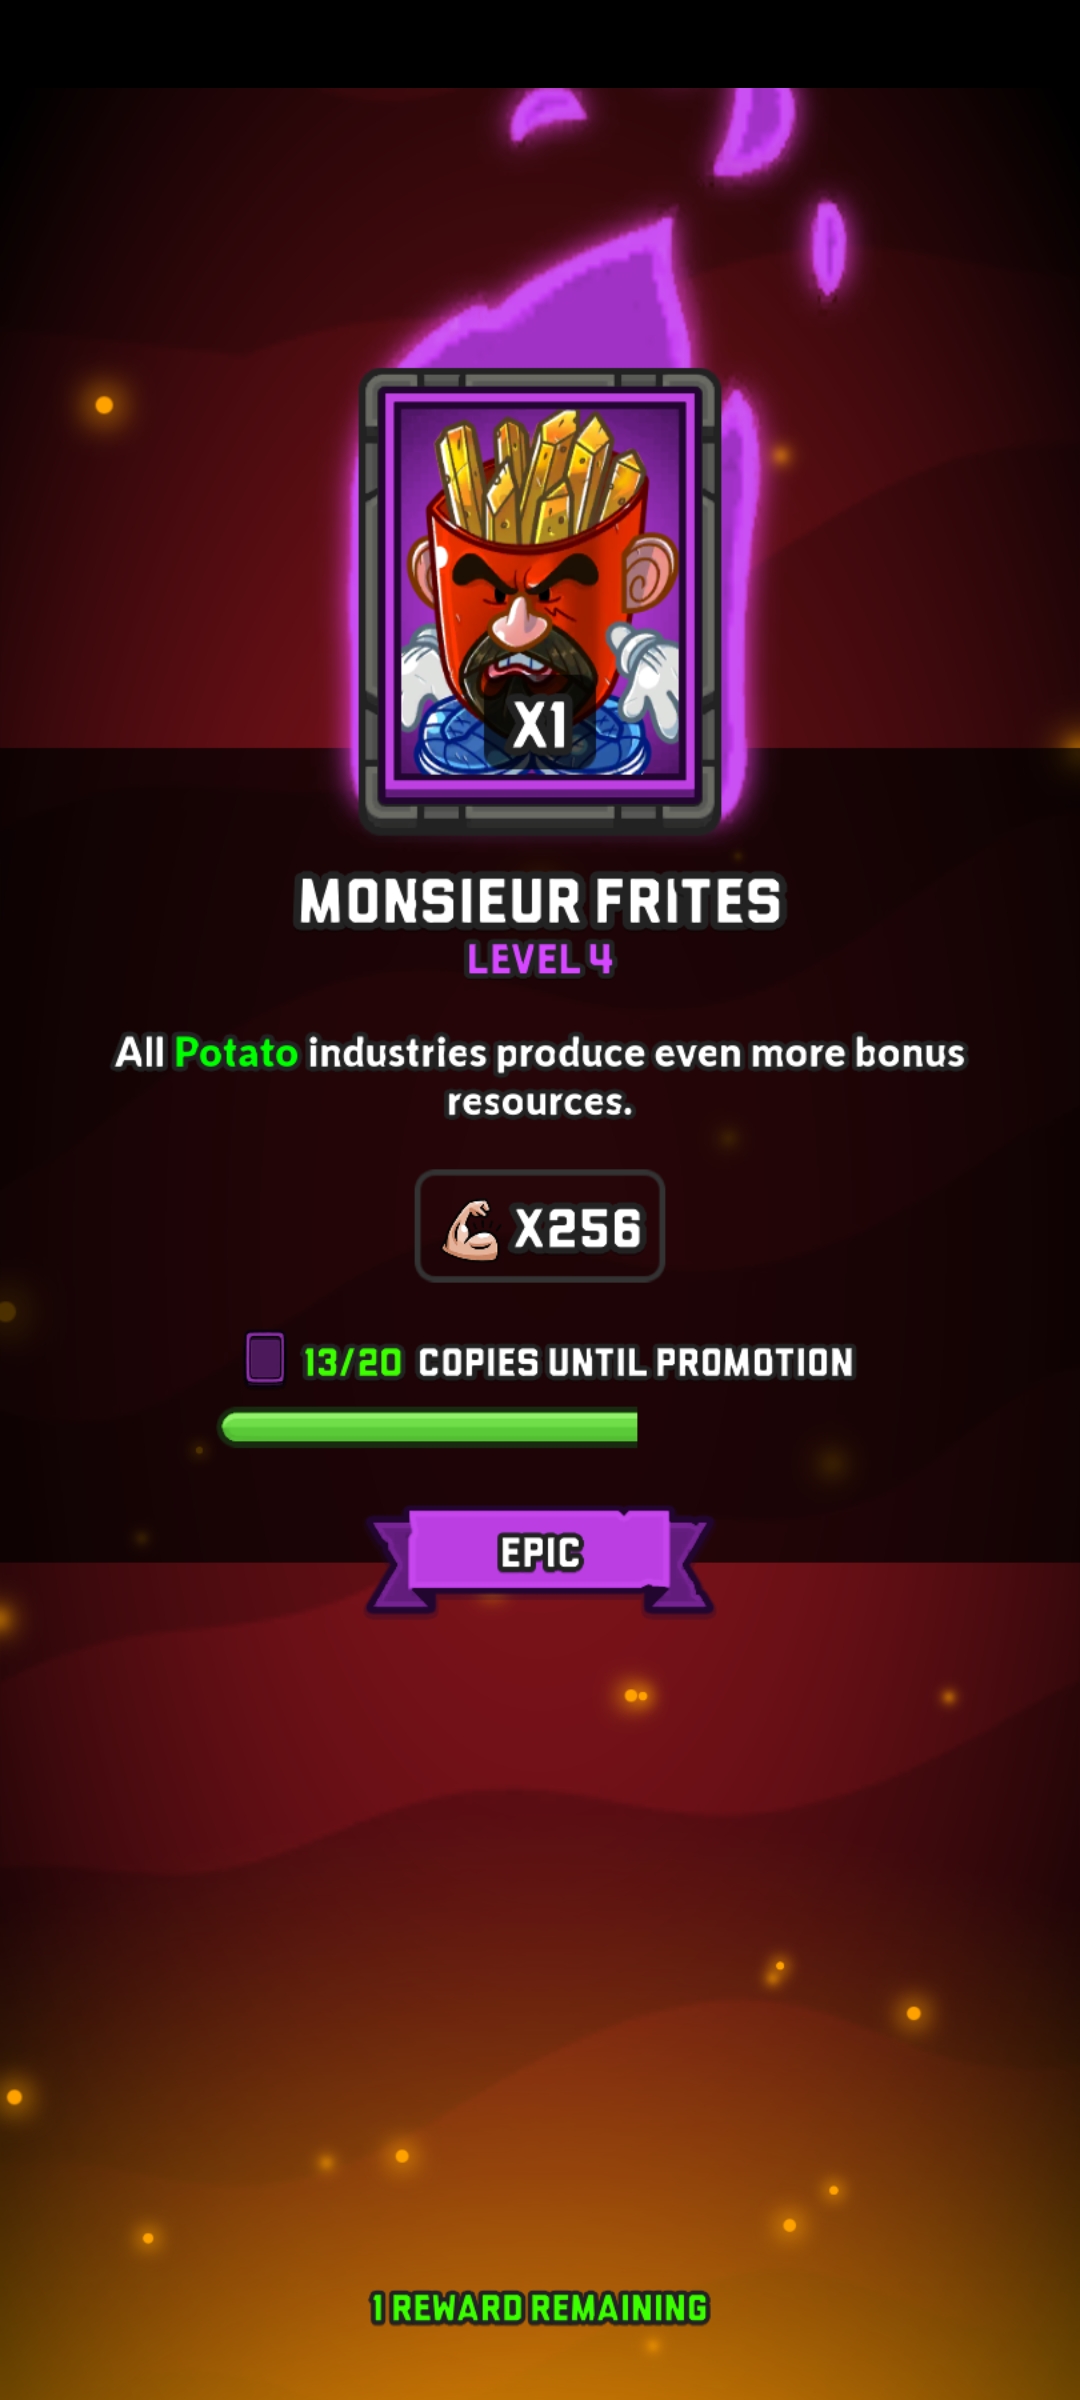 X1
MONSIEUR FRITES
LEVEL 4
All Potato industries produce even more bonus
resources.
X256
13/20 COPIES UNTIL PROMOTION
EPIC
1 REWARD REMAINING